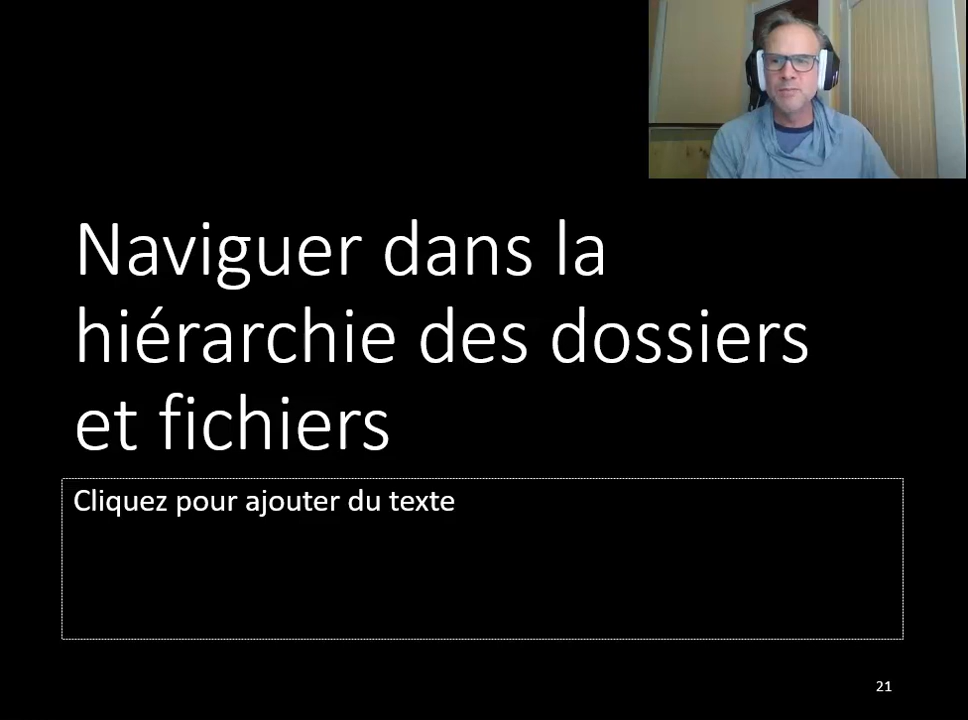 Naviguer dans la
hiérarchie des dossiers
et fichiers
Cliquez pour ajouter du texte
21